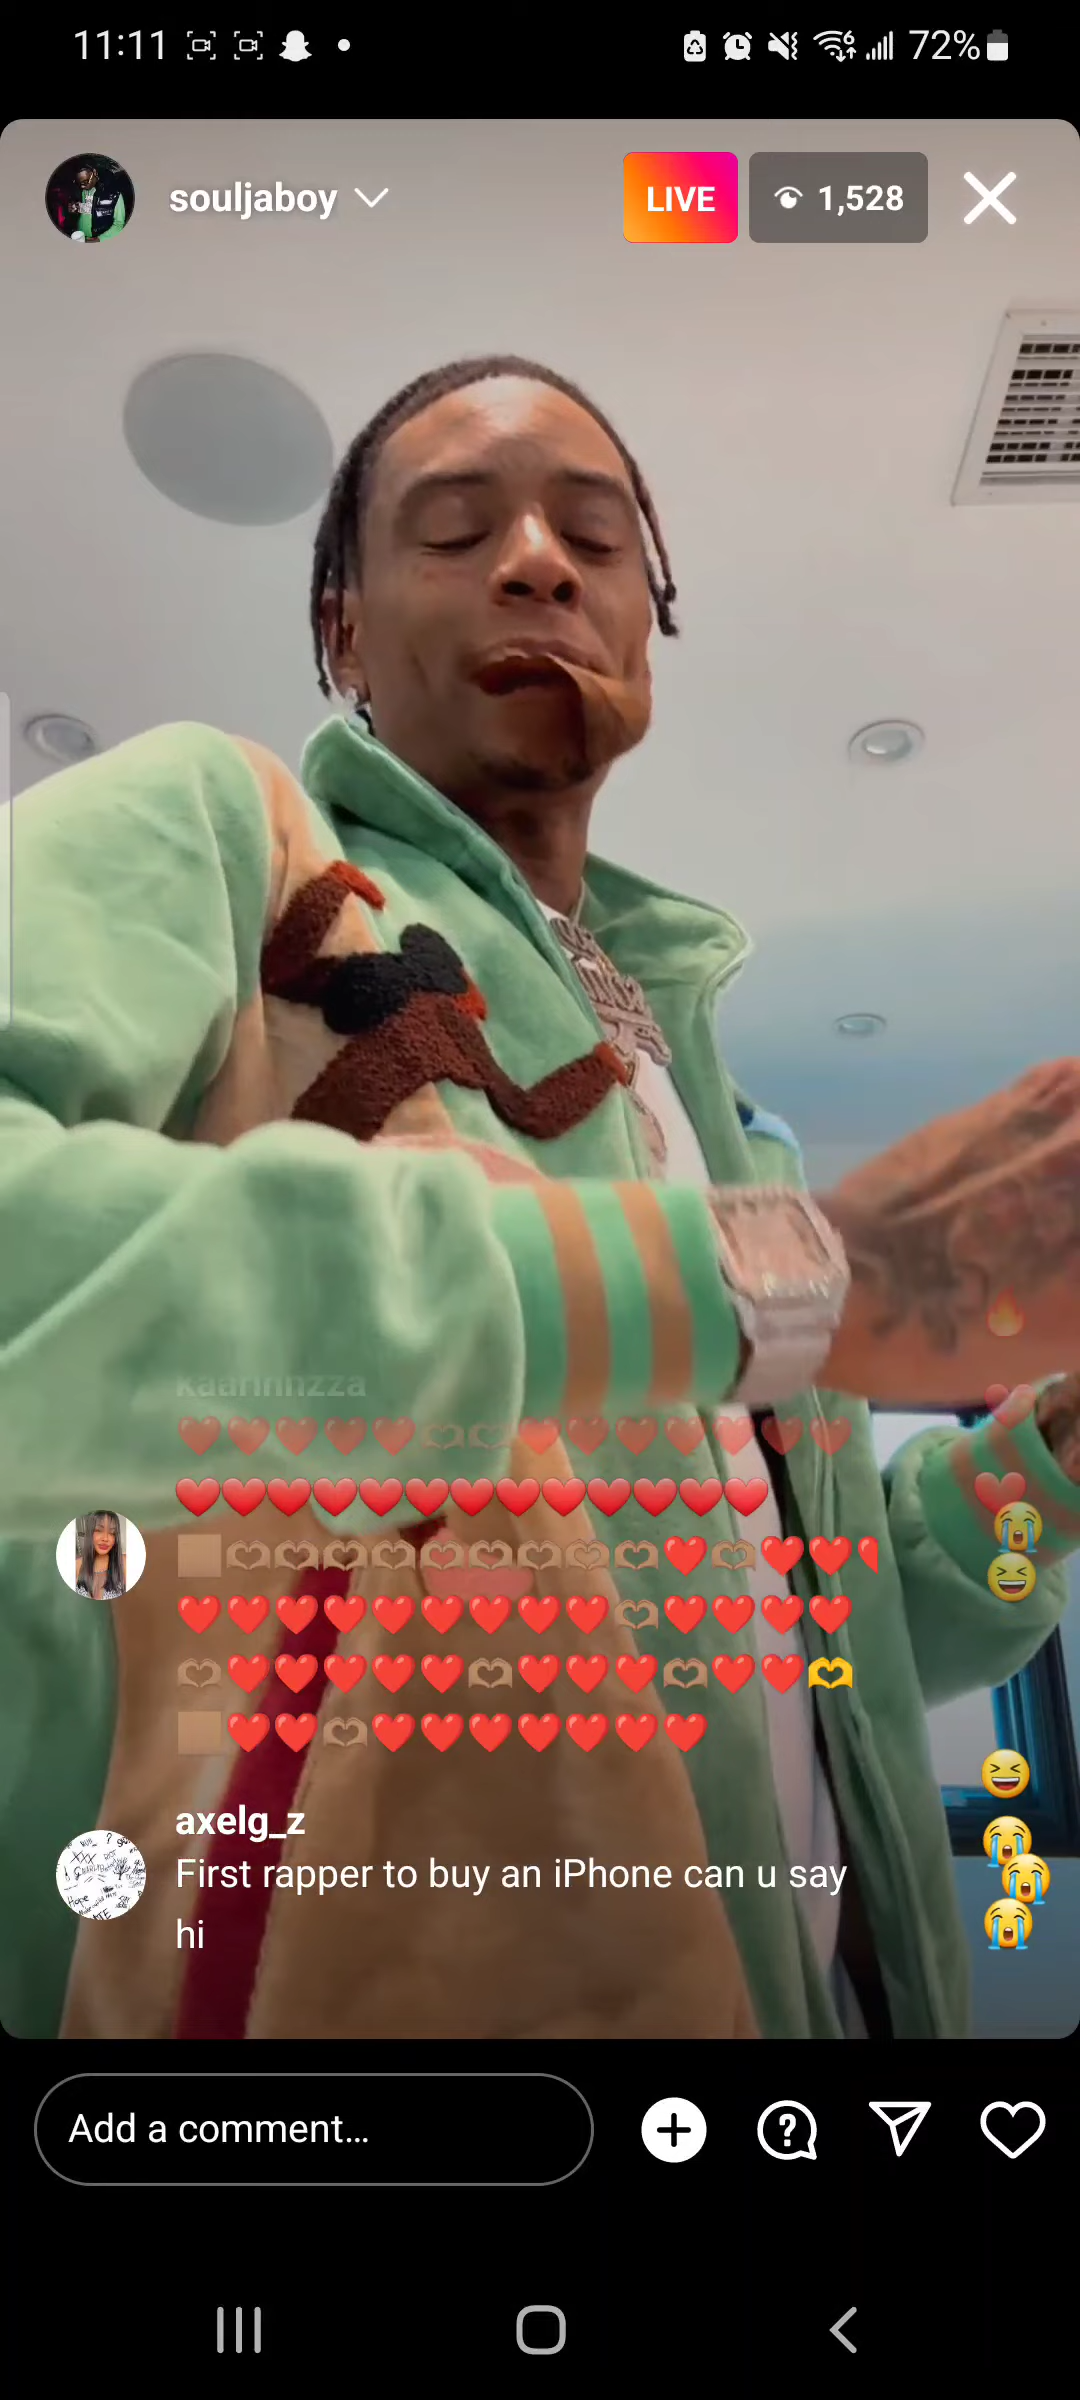 11:11
72%
souljaboy
LIVE
1,528
kaarinnzza
axelg_z
First rapper to buy an iPhone can u say
hi
Add a comment...